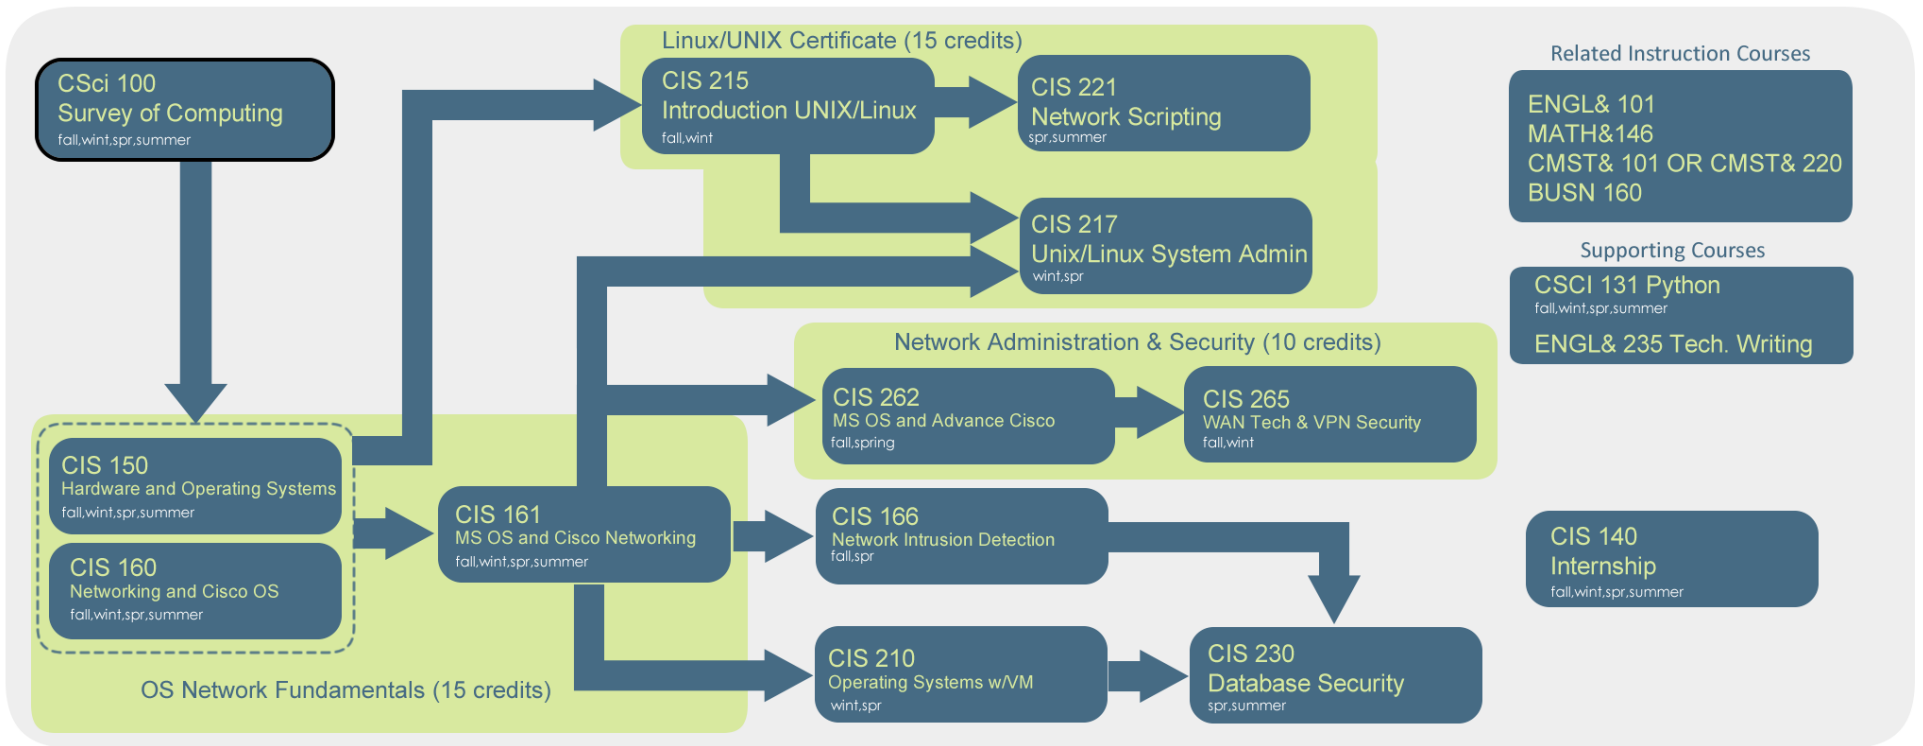 CSci 100
Survey of Computing
fall,wint,spr,summer
Linux/UNIX Certificate (15 credits)
CIS 215
Introduction UNIX/Linux
fall,wint
CIS 221
Network Scripting
spr,summer
CIS 217
Unix/Linux System Admin
wint,spr
Related Instruction Courses
ENGL& 101
MATH&146
CMST& 101 OR CMST& 220
BUSN 160
Supporting Courses
CSCI 131 Python
fall,wint,spr,summer
ENGL& 235 Tech. Writing
Network Administration & Security (10 credits)
CIS 262
MS OS and Advance Cisco
fall,spring
CIS 265
WAN Tech & VPN Security
fall,wint
CIS 150
Hardware and Operating Systems
fall,wint,spr,summer
CIS 160
Networking and Cisco OS
fall,wint,spr,summer
CIS 161
MS OS and Cisco Networking
fall,wint,spr,summer
OS Network Fundamentals (15 credits)
CIS 166
Network Intrusion Detection
fall,spr
CIS 210
Operating Systems w/VM
wint,spr
CIS 230
Database Security
spr,summer
CIS 140
Internship
fall,wint,spr,summer